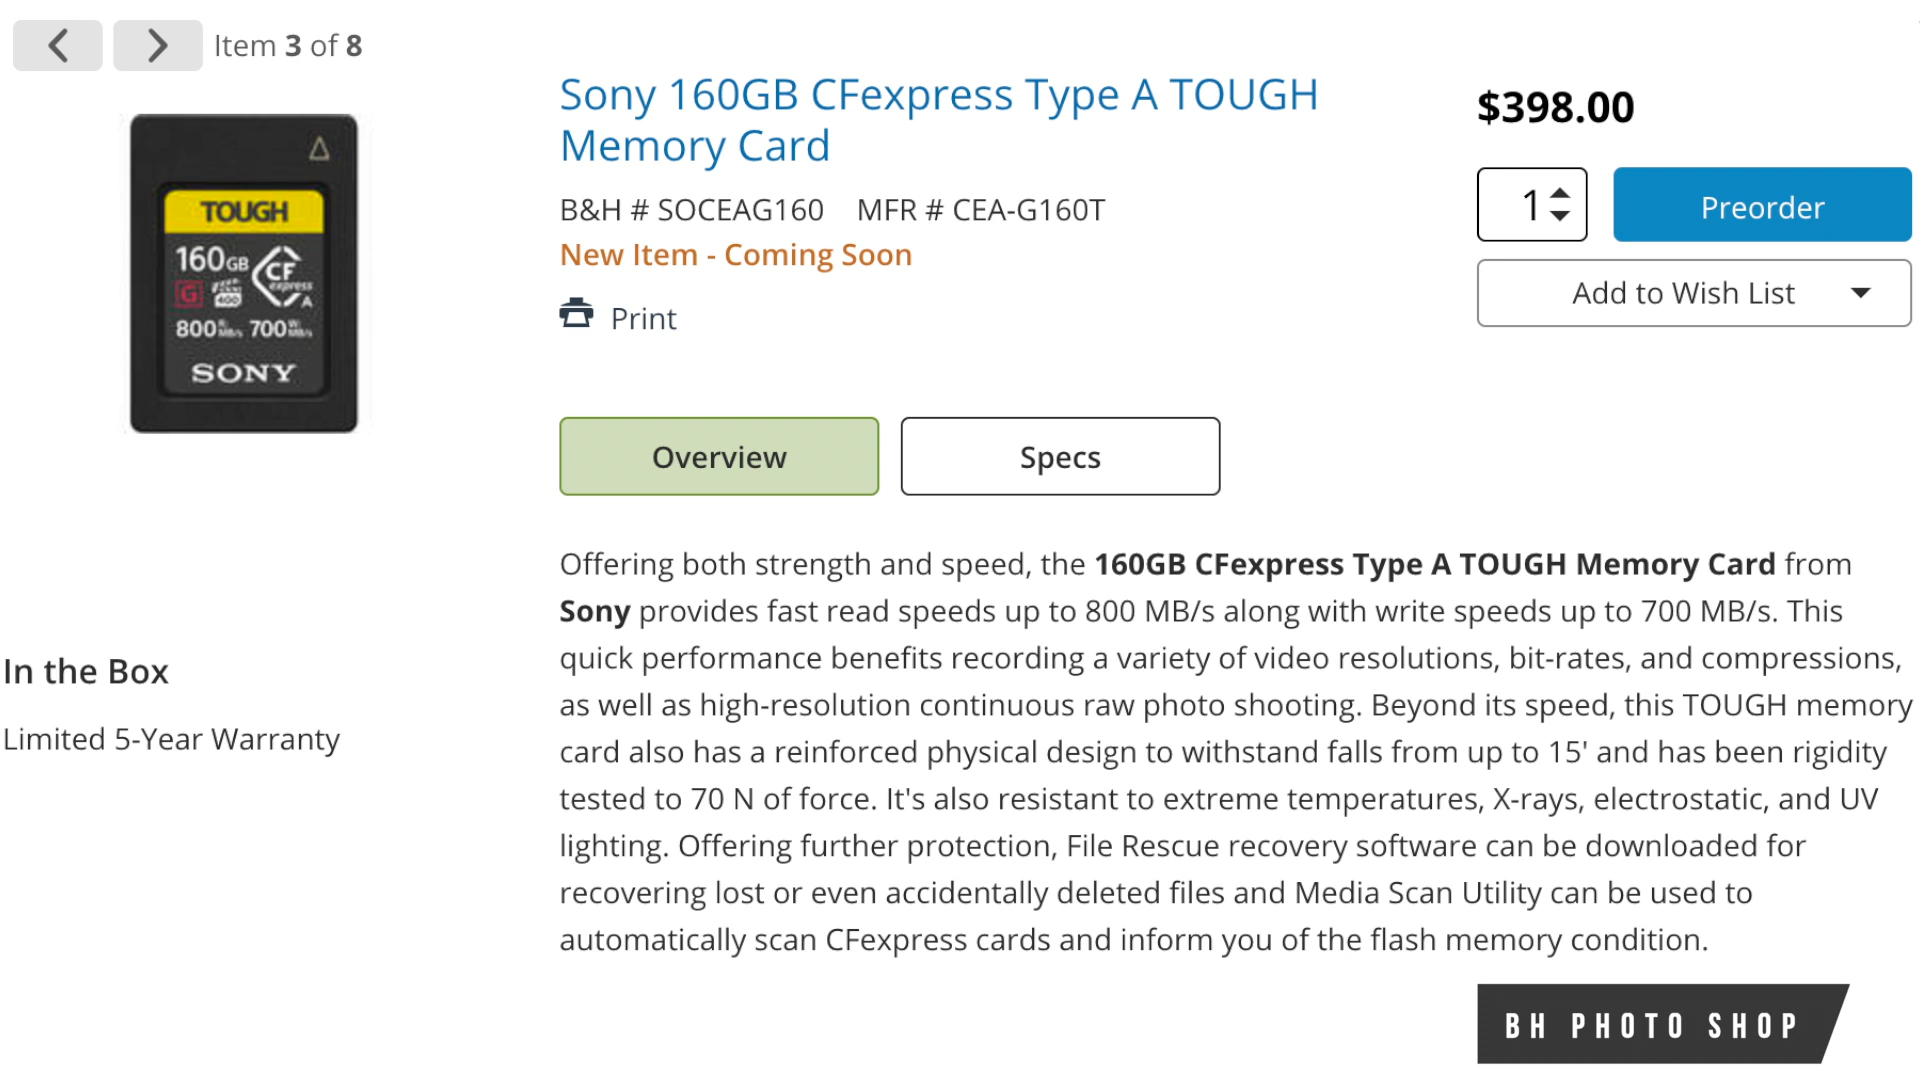 Item 3 of 8
Sony 160GB CFexpress Type A TOUGH
Memory Card
B&H # SOCEAG160 MFR # CEA-G160T
New Item - Coming Soon
Print
$398.00
1
Preorder
Add to Wish List
TOUGH
160GB
CF
express
A
G
400
800 MB/s 700 MB/s
SONY
Overview
Specs
Offering both strength and speed, the 160GB CFexpress Type A TOUGH Memory Card from
Sony provides fast read speeds up to 800 MB/s along with write speeds up to 700 MB/s. This
quick performance benefits recording a variety of video resolutions, bit-rates, and compressions,
as well as high-resolution continuous raw photo shooting. Beyond its speed, this TOUGH memory
card also has a reinforced physical design to withstand falls from up to 15' and has been rigidity
tested to 70 N of force. It's also resistant to extreme temperatures, X-rays, electrostatic, and UV
lighting. Offering further protection, File Rescue recovery software can be downloaded for
recovering lost or even accidentally deleted files and Media Scan Utility can be used to
automatically scan CFexpress cards and inform you of the flash memory condition.
In the Box
Limited 5-Year Warranty
BH PHOTO SHOP